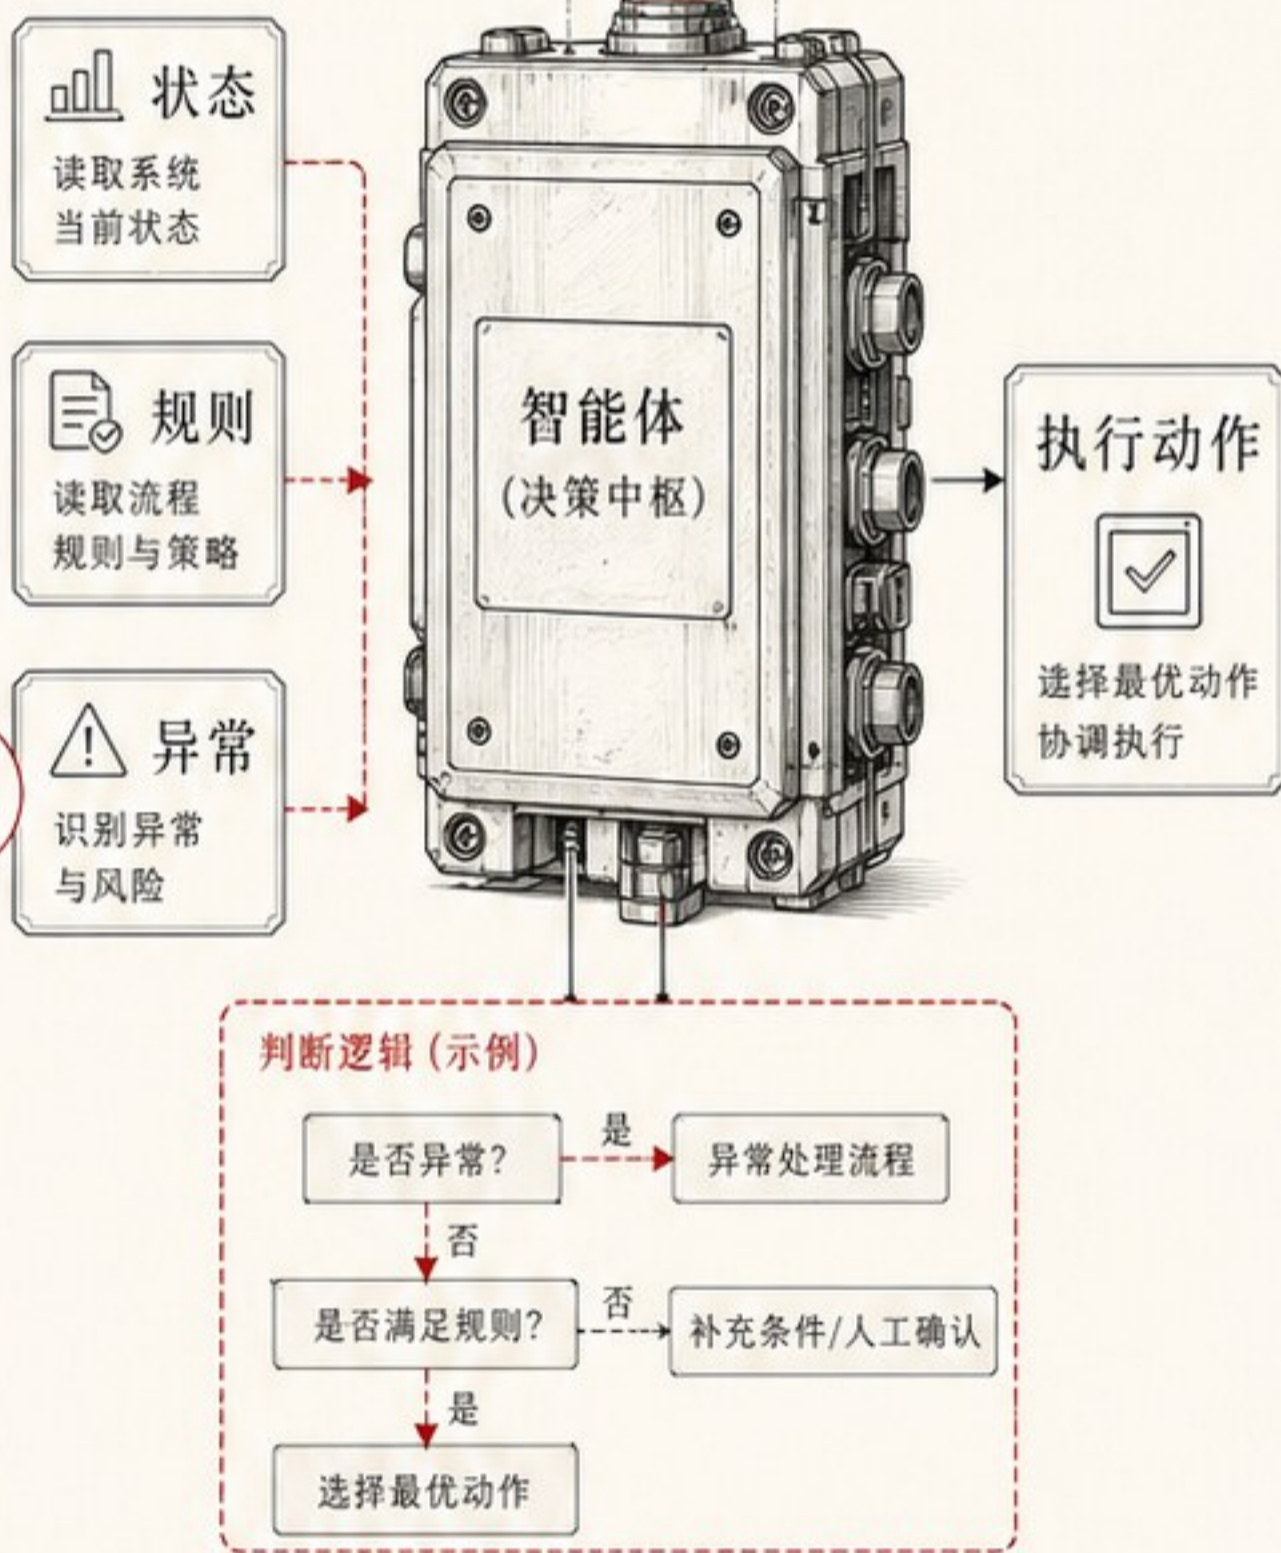 状态
读取系统
当前状态
规则
读取流程
规则与策略
异常
识别异常
与风险
智能体
(决策中枢)
执行动作
选择最优动作
协调执行
判断逻辑 (示例)
是否异常?
是
异常处理流程
否
是否满足规则?
否
补充条件/人工确认
是
选择最优动作